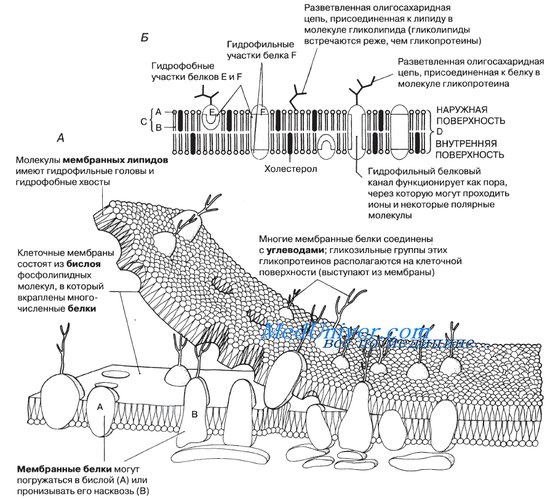 Б
Разветвленная олигосахаридная
цепь, присоединенная к липиду в
молекуле гликолипида (гликолипиды
встречаются реже, чем гликопротеины)
Гидрофобные
участки белков E и F
Гидрофильные
участки белка F
Разветвленная олигосахаридная
цепь, присоединенная к белку в
молекуле гликопротеина
C
A
B
E
F
НАРУЖНАЯ
ПОВЕРХНОСТЬ
D
ВНУТРЕННЯЯ
ПОВЕРХНОСТЬ
Холестерол
Гидрофильный белковый
канал функционирует как пора,
через которую могут проходить
ионы и некоторые полярные
молекулы
А
Молекулы мембранных липидов
имеют гидрофильные головы и
гидрофобные хвосты
Клеточные мембраны
состоят из бислоя
фосфолипидных
молекул, в который
вкраплены много-
численные белки
Многие мембранные белки соединены
с углеводами; гликозильные группы этих
гликопротеинов располагаются на клеточной
поверхности (выступают из мембраны)
MedUniver.com
всё по медицине
A
B
Мембранные белки могут
погружаться в бислой (A) или
пронизывать его насквозь (B)